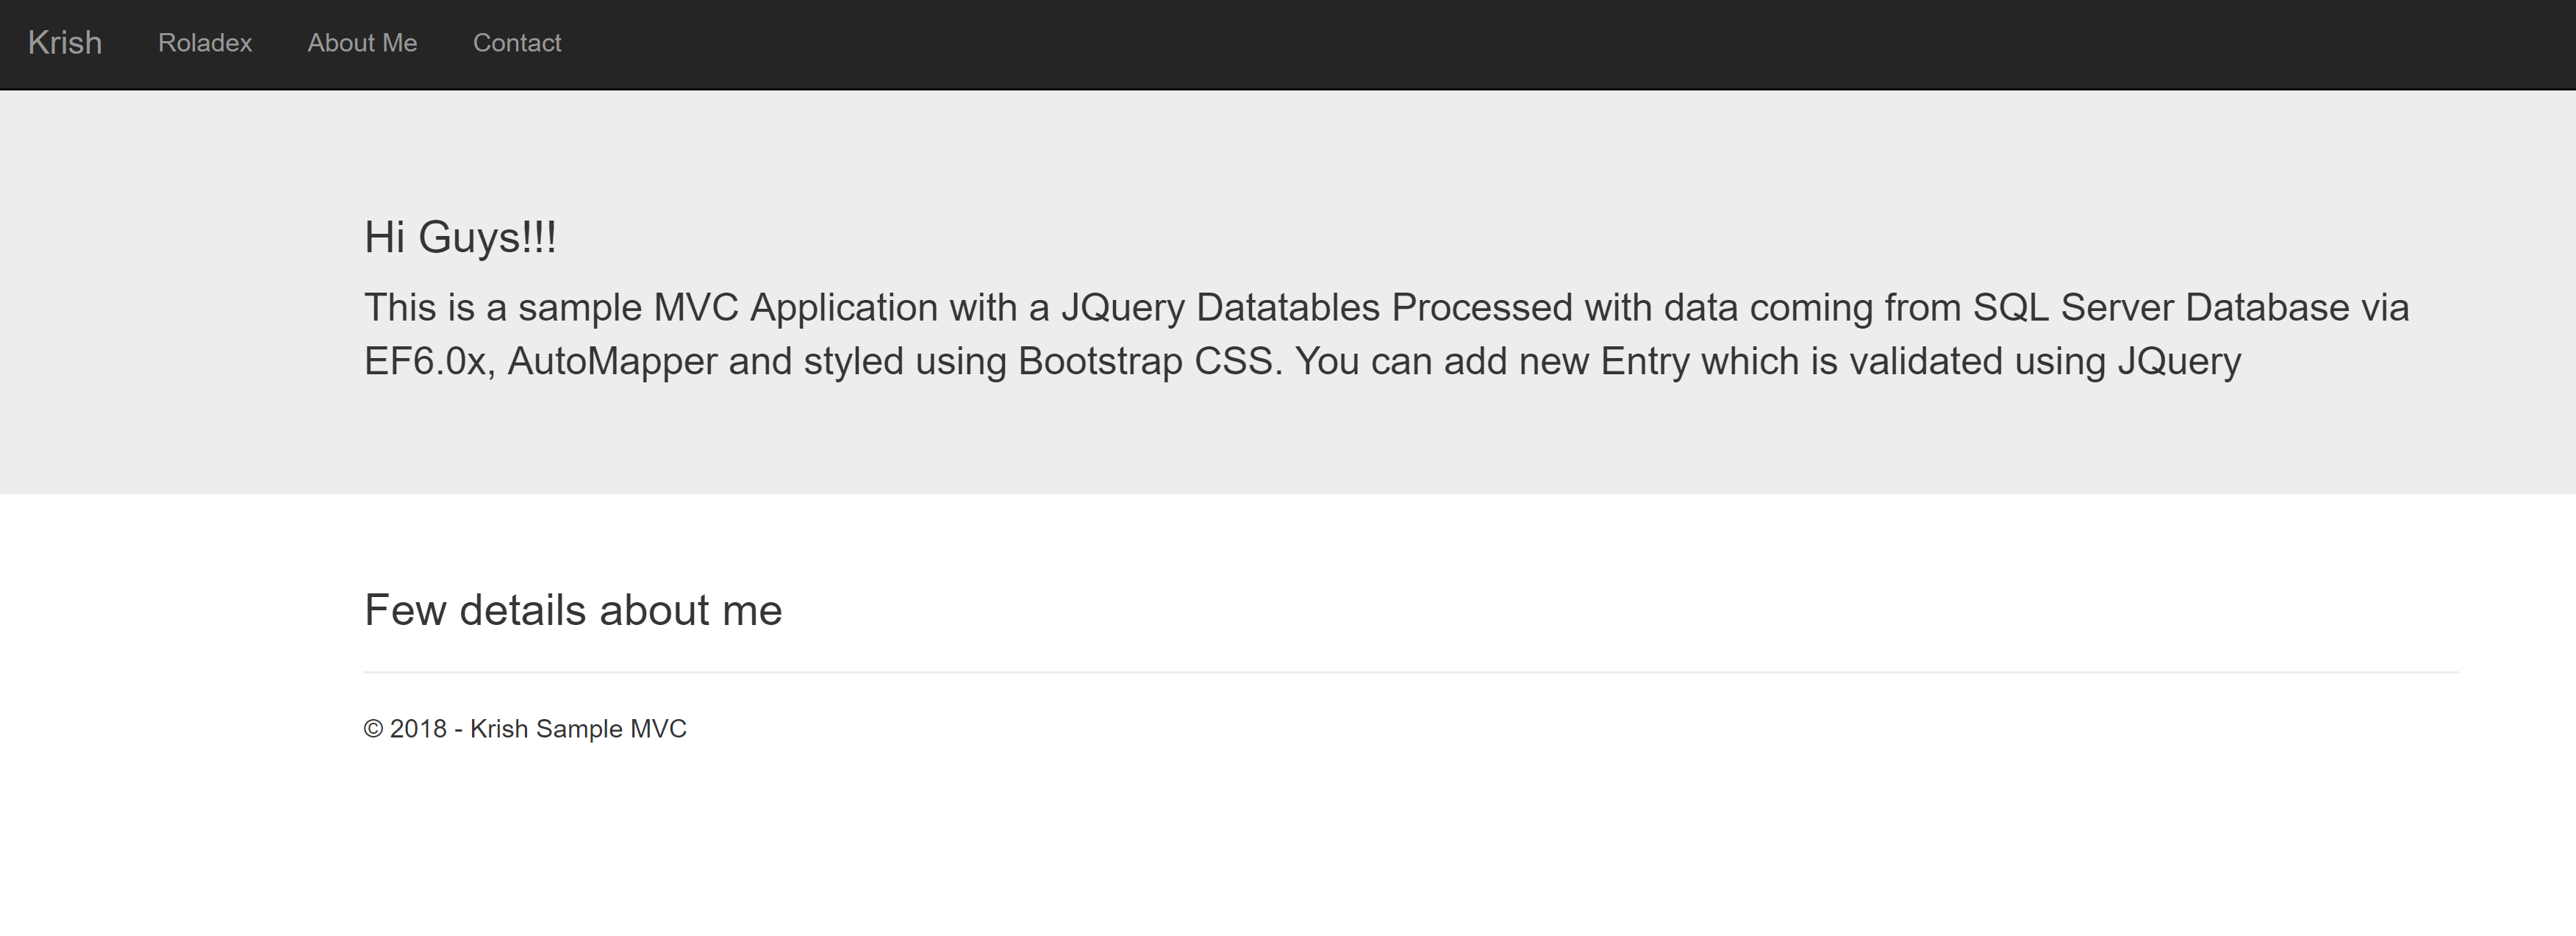 Krish Roladex About Me Contact
Hi Guys!!!
This is a sample MVC Application with a JQuery Datatables Processed with data coming from SQL Server Database via
EF6.0x, AutoMapper and styled using Bootstrap CSS. You can add new Entry which is validated using JQuery
Few details about me
© 2018 - Krish Sample MVC